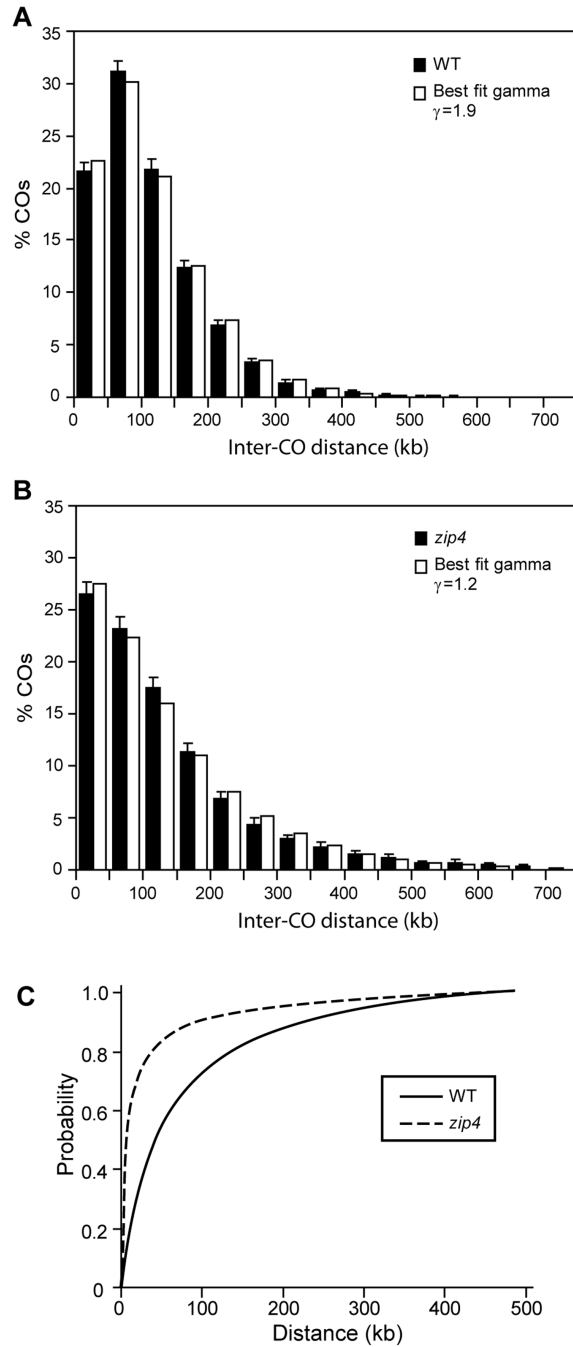 A
35
30
25
20
15
10
5
0
% COs
WT
Best fit gamma
γ=1.9
0 100 200 300 400 500 600 700
Inter-CO distance (kb)
B
35
30
25
20
15
10
5
0
% COs
zip4
Best fit gamma
γ=1.2
0 100 200 300 400 500 600 700
Inter-CO distance (kb)
C
1.0
0.8
0.6
0.4
0.2
0
Probability
WT
zip4
0 100 200 300 400 500
Distance (kb)